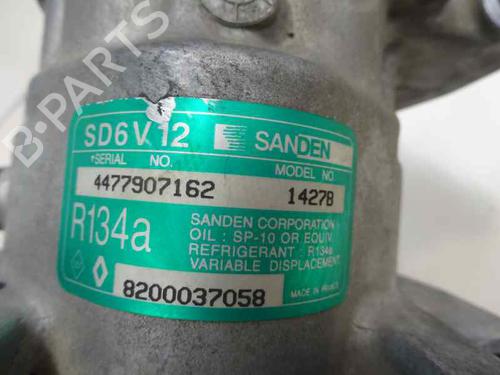 SD6V12 SANDEN
SERIAL NO. MODEL NO.
4477907162 1427B
R134a
SANDEN CORPORATION
OIL : SP-10 OR EQUIV.
REFRIGERANT : R134a
VARIABLE DISPLACEMENT
8200037058
MADE IN FRANCE